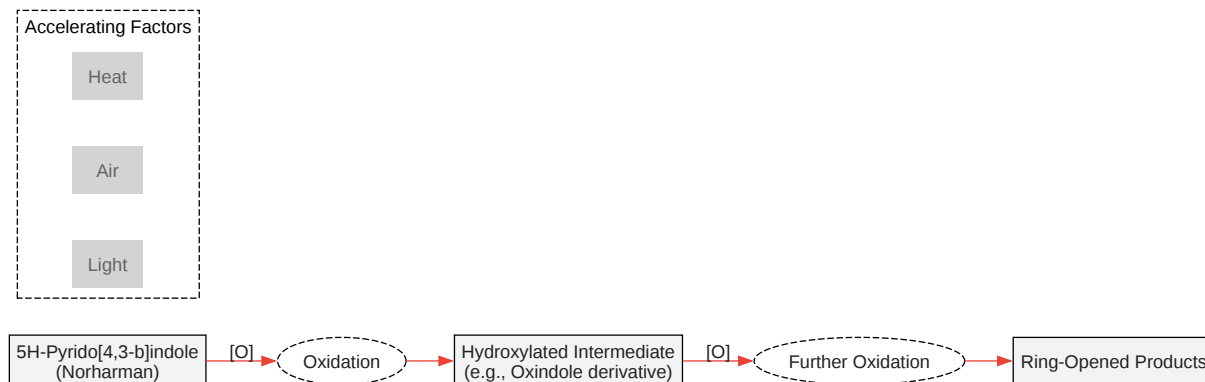 Accelerating Factors
Heat
Air
Light
5H-Pyrido[4,3-b]indole
(Norharman)
[O]
Oxidation
Hydroxylated Intermediate
(e.g., Oxindole derivative)
[O]
Further Oxidation
Ring-Opened Products